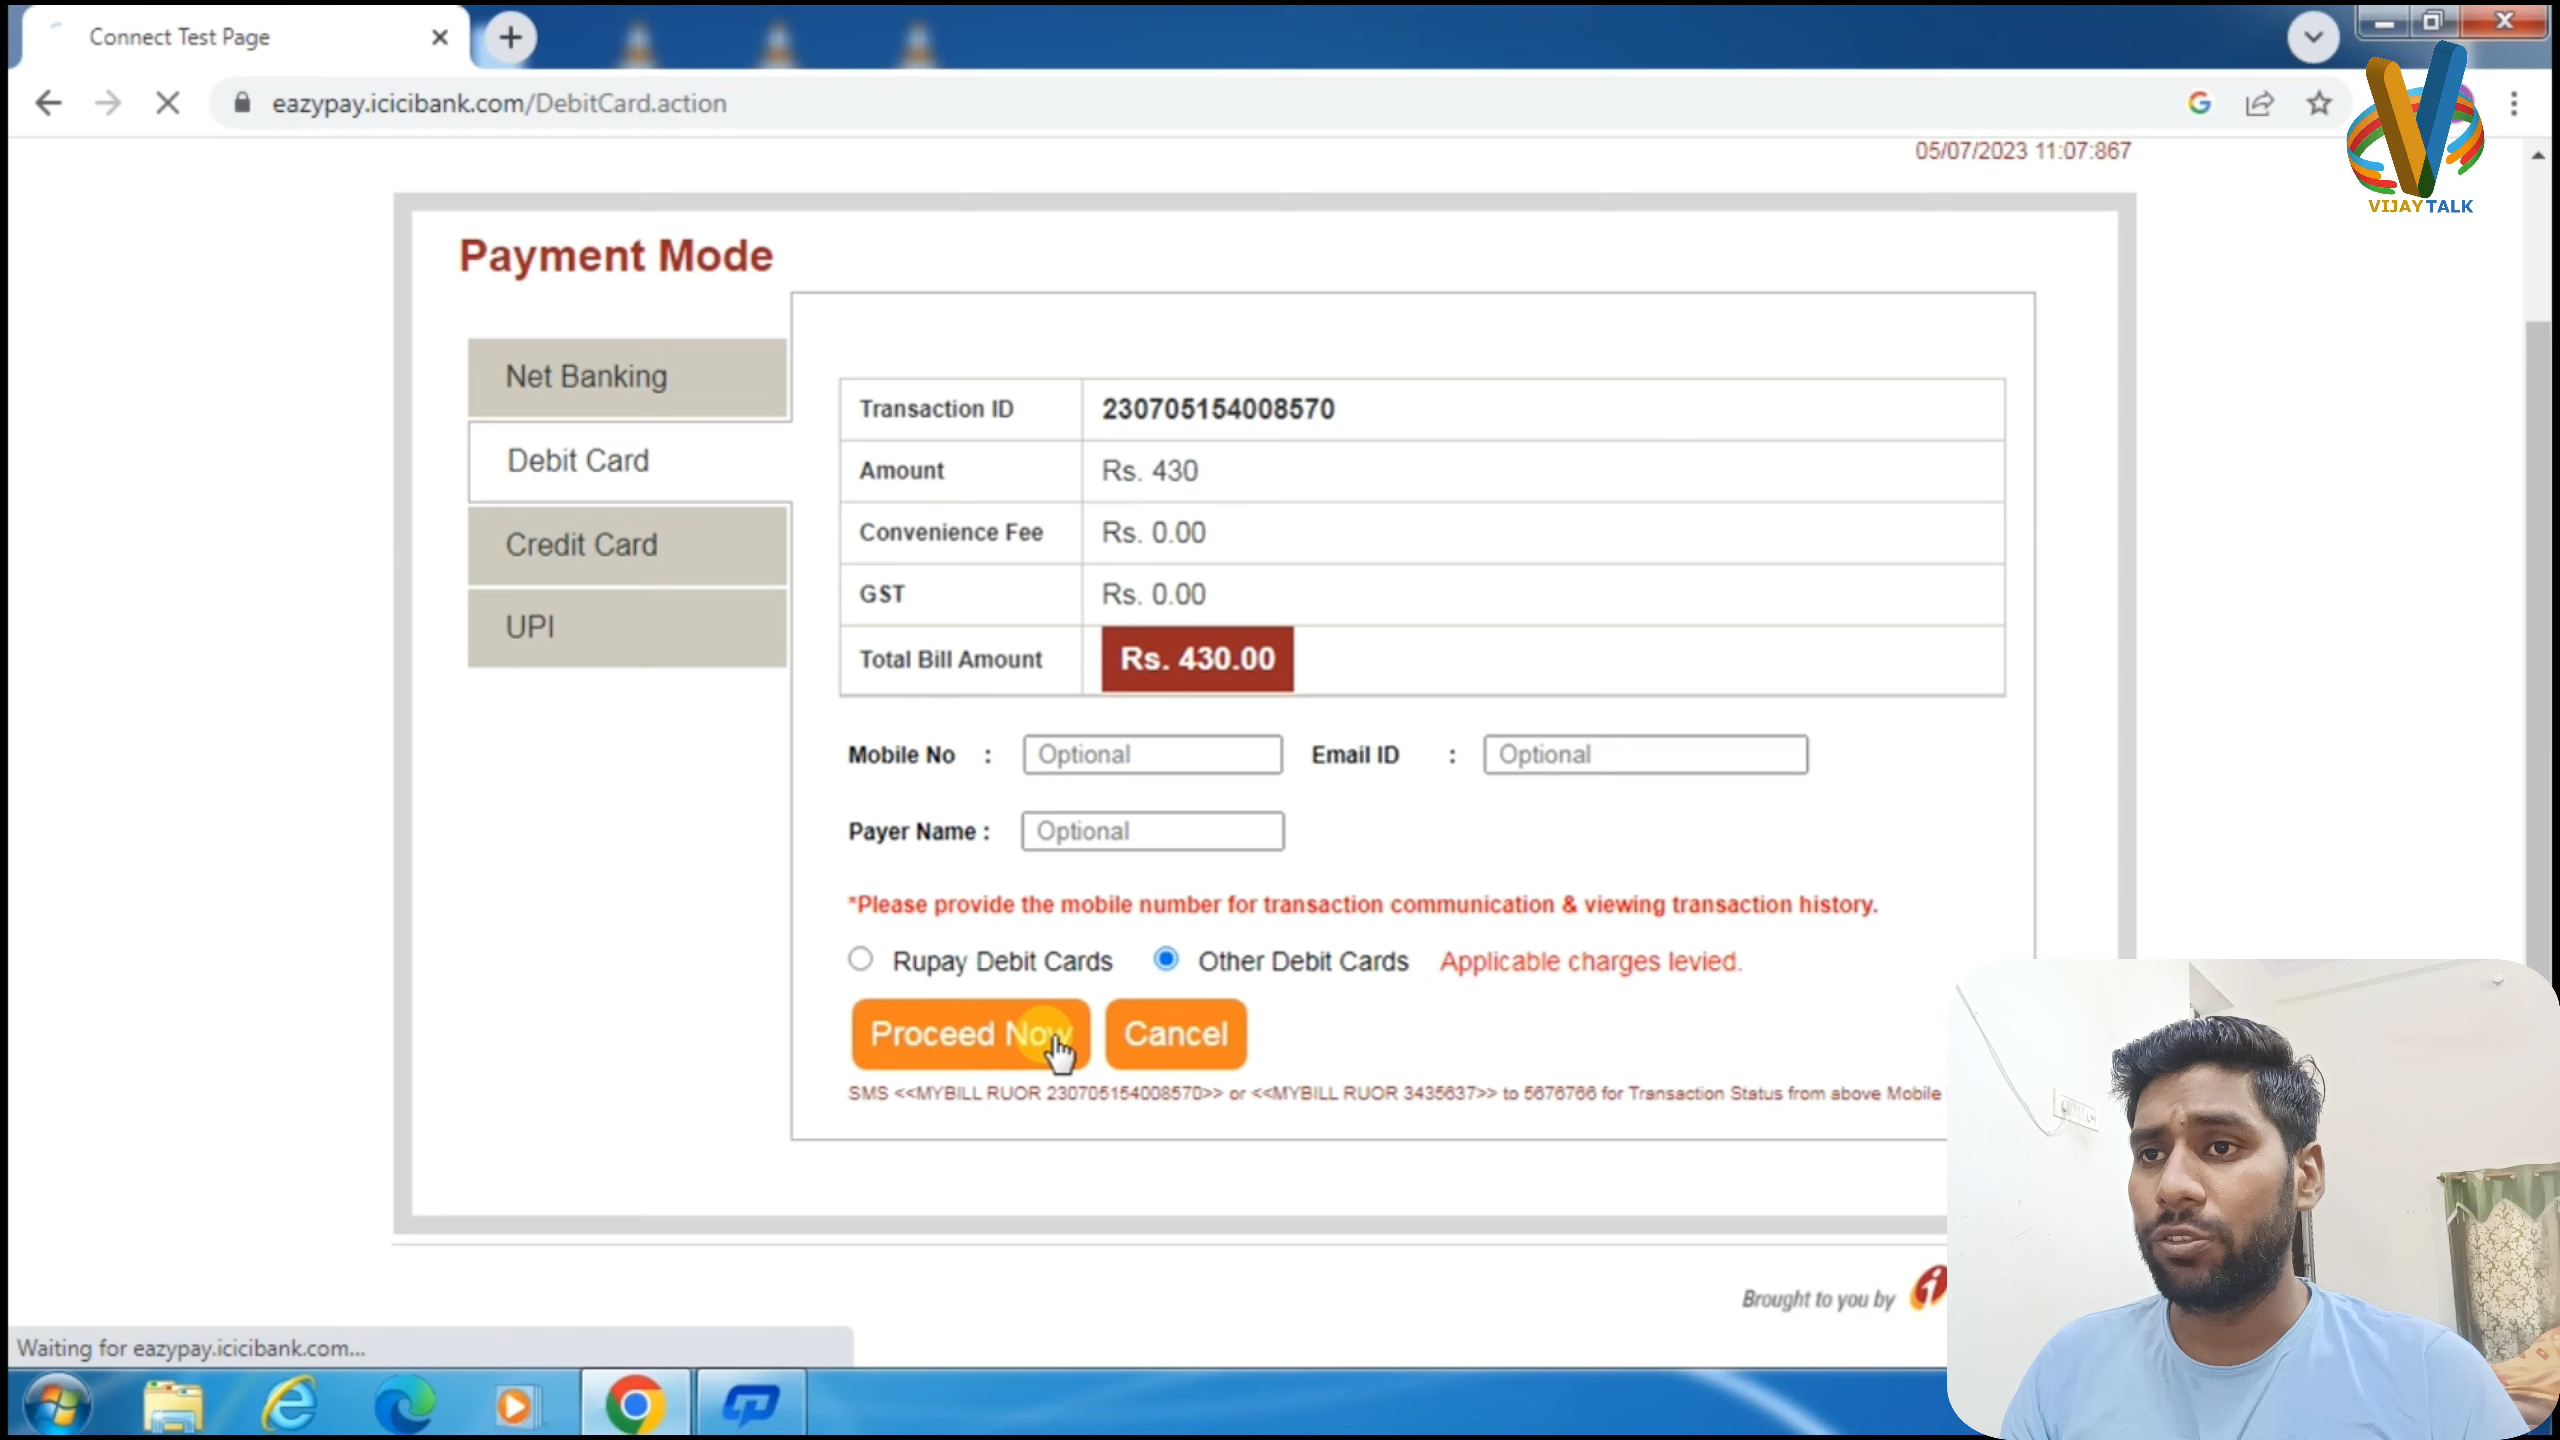 Connect Test Page
eazypay.icicibank.com/DebitCard.action
VIJAYTALK
05/07/2023 11:07:867
Payment Mode
Net Banking
Debit Card
Credit Card
UPI
Transaction ID 230705154008570
Amount Rs. 430
Convenience Fee Rs. 0.00
GST Rs. 0.00
Total Bill Amount Rs. 430.00
Mobile No : Optional Email ID : Optional
Payer Name : Optional
*Please provide the mobile number for transaction communication & viewing transaction history.
Rupay Debit Cards Other Debit Cards Applicable charges levied.
Proceed Now Cancel
SMS <<MYBILL RUOR 230705154008570>> or <<MYBILL RUOR 3435637>> to 5676766 for Transaction Status from above Mobile
Brought to you by
Waiting for eazypay.icicibank.com...